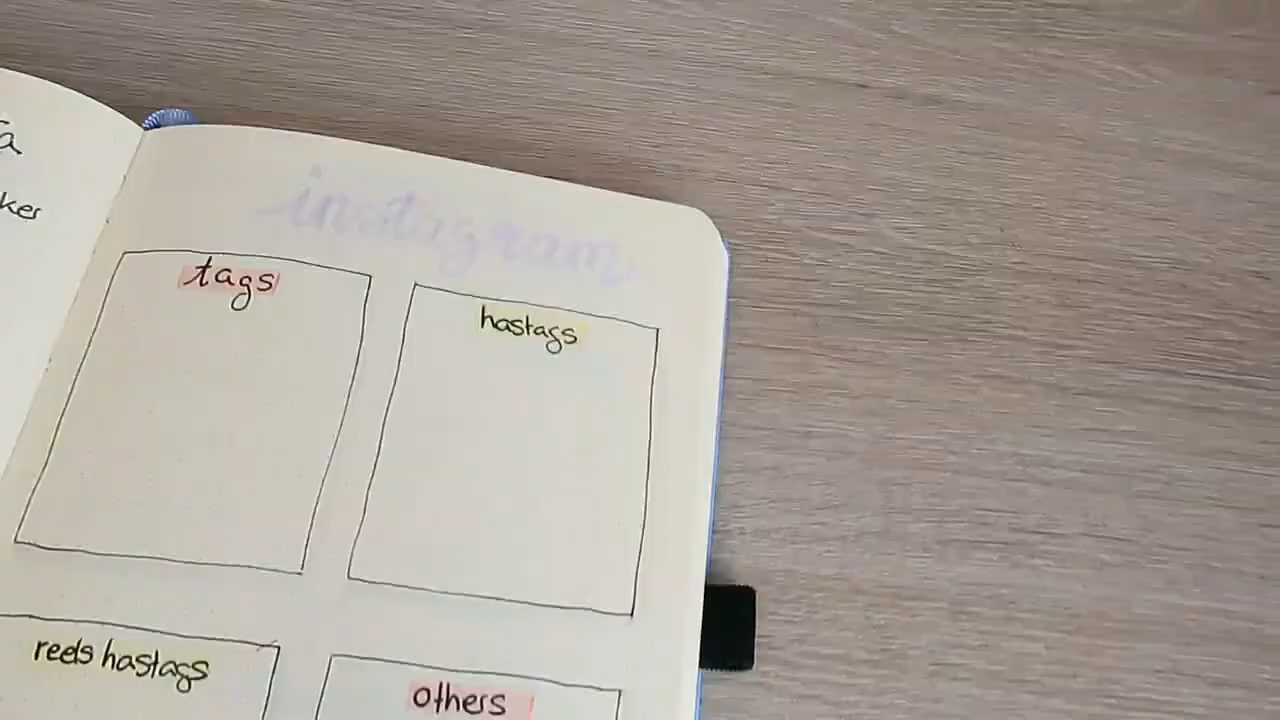 instagram
tags
hastags
reels hastags
others